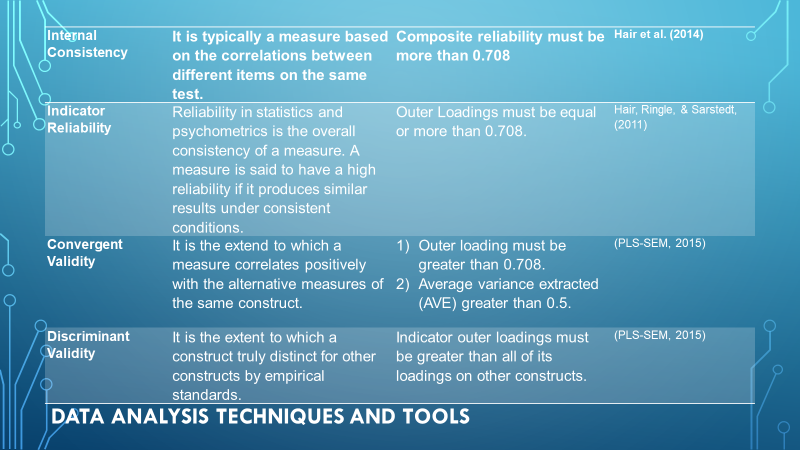 Internal
Consistency
It is typically a measure based
on the correlations between
different items on the same
test.
Composite reliability must be
more than 0.708
Hair et al. (2014)
Indicator
Reliability
Reliability in statistics and
psychometrics is the overall
consistency of a measure. A
measure is said to have a high
reliability if it produces similar
results under consistent
conditions.
Outer Loadings must be equal
or more than 0.708.
Hair, Ringle, & Sarstedt,
(2011)
Convergent
Validity
It is the extend to which a
measure correlates positively
with the alternative measures of
the same construct.
1) Outer loading must be
greater than 0.708.
2) Average variance extracted
(AVE) greater than 0.5.
(PLS-SEM, 2015)
Discriminant
Validity
It is the extent to which a
construct truly distinct for other
constructs by empirical
standards.
Indicator outer loadings must
be greater than all of its
loadings on other constructs.
(PLS-SEM, 2015)
DATA ANALYSIS TECHNIQUES AND TOOLS